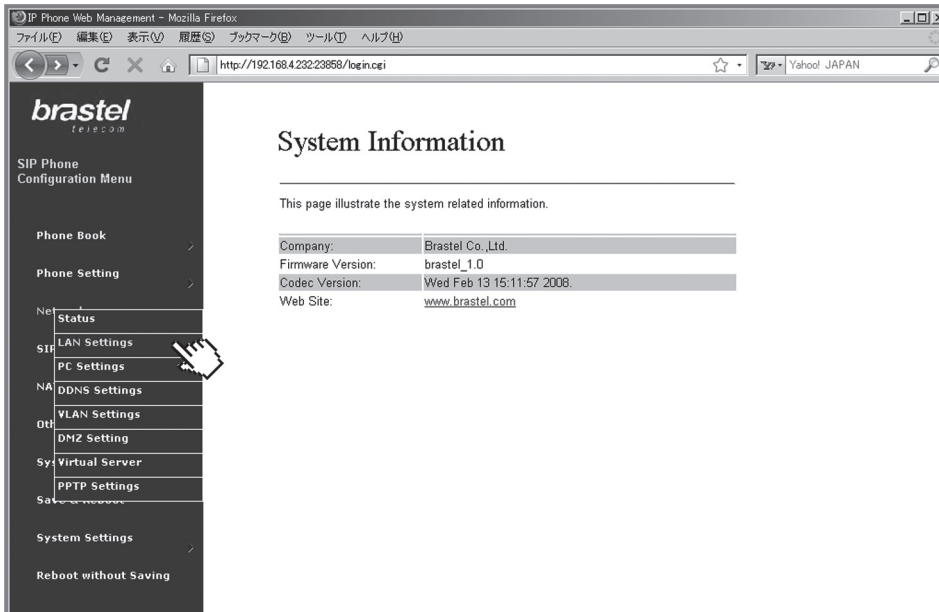 IP Phone Web Management - Mozilla Firefox
ファイル(F) 編集(E) 表示(V) 履歴(S) ブックマーク(B) ツール(T) ヘルプ(H)
http://192.168.4.232:23858/login.cgi
Yahoo! JAPAN
brastel
telecom
SIP Phone
Configuration Menu
Phone Book
Phone Setting
Status
LAN Settings
PC Settings
DDNS Settings
VLAN Settings
DMZ Setting
Virtual Server
PPTP Settings
System Settings
Reboot without Saving
System Information
This page illustrate the system related information.
Company: Brastel Co.,Ltd.
Firmware Version: brastel_1.0
Codec Version: Wed Feb 13 15:11:57 2008.
Web Site: www.brastel.com